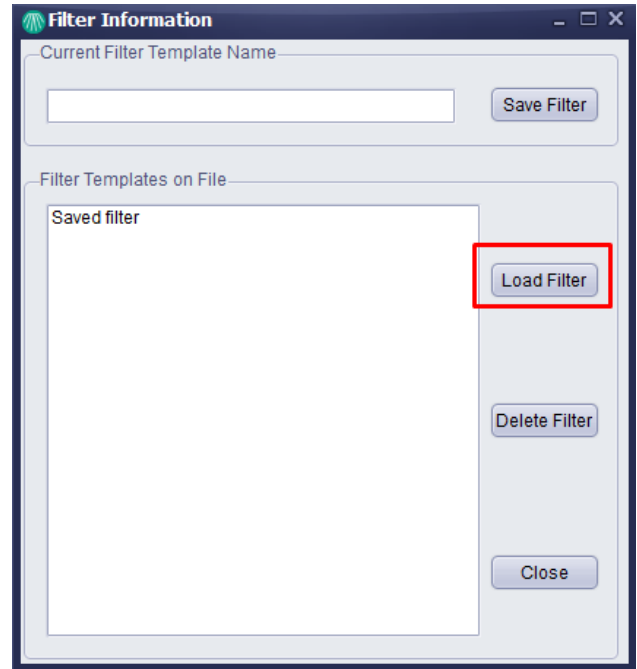 Filter Information
Current Filter Template Name
Save Filter
Filter Templates on File
Saved filter
Load Filter
Delete Filter
Close